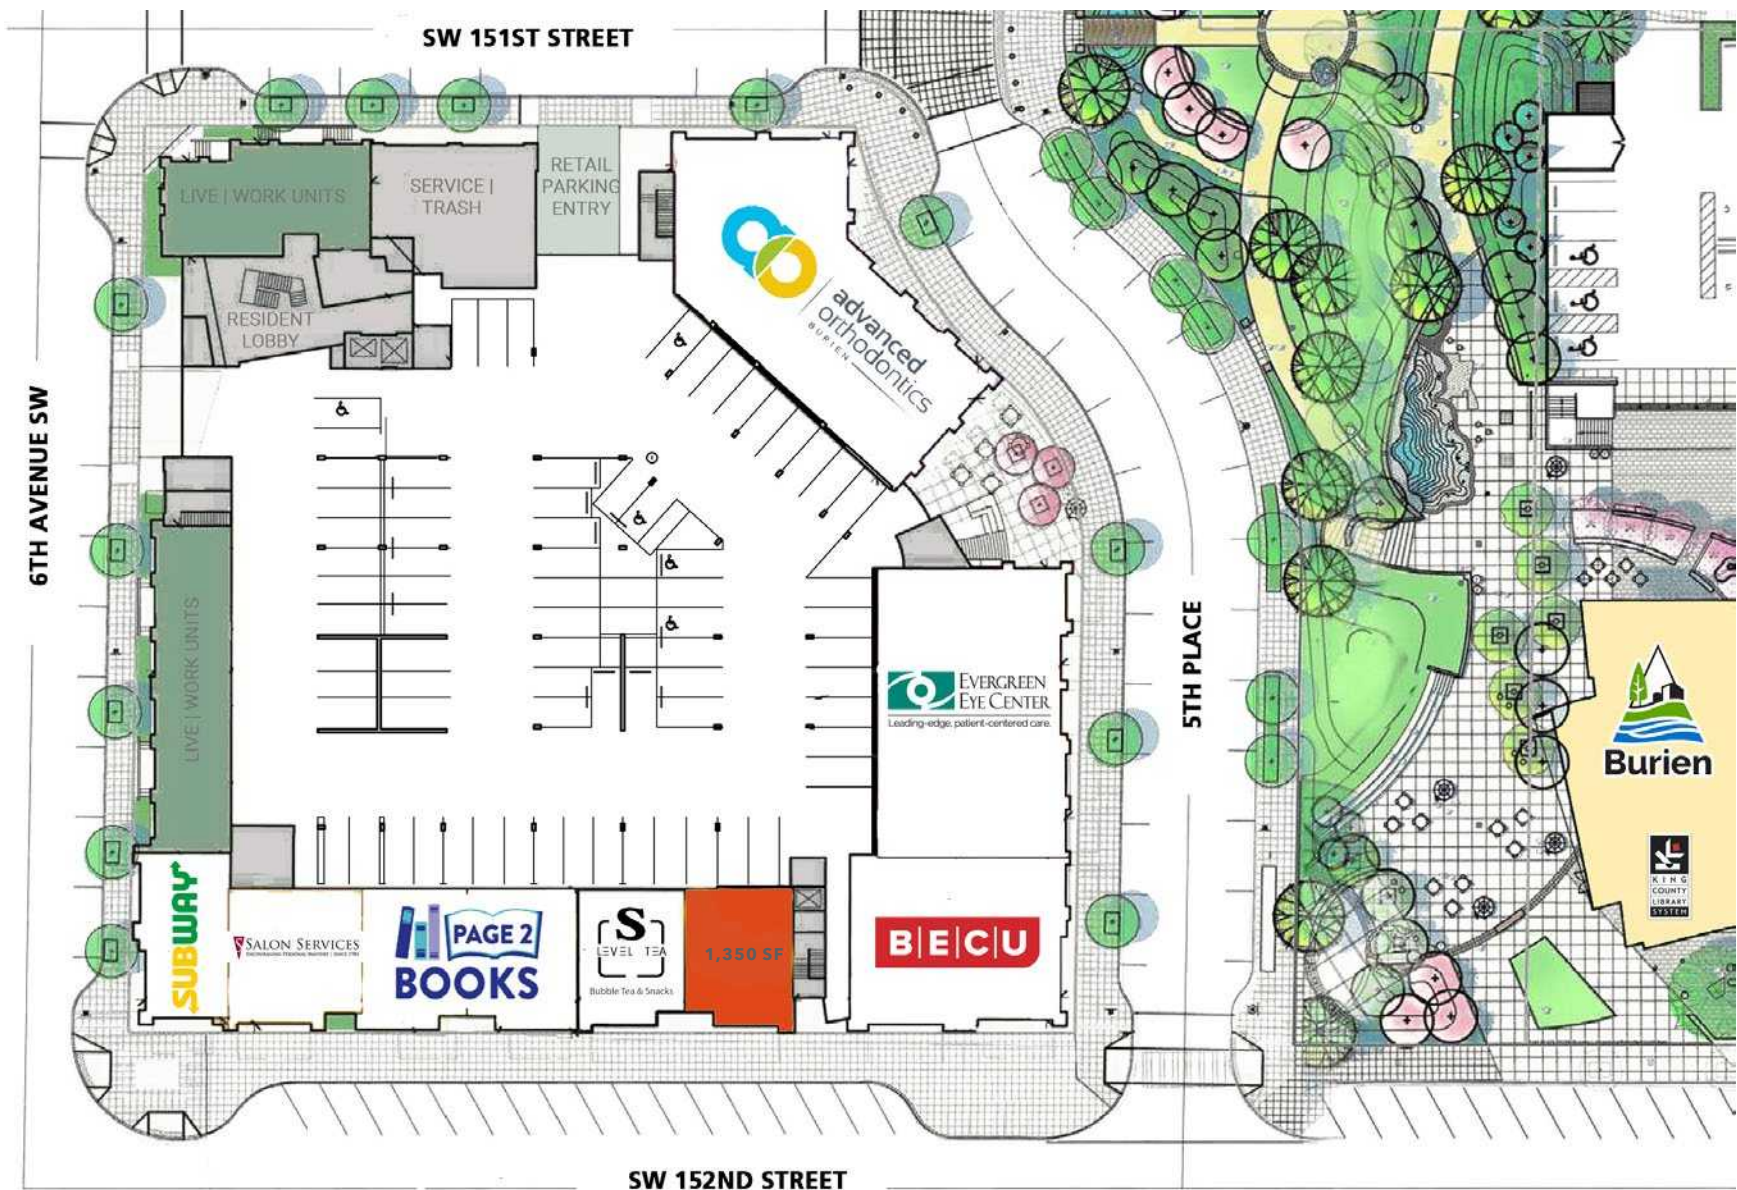 SW 151ST STREET
LIVE | WORK UNITS
SERVICE |
TRASH
RETAIL
PARKING
ENTRY
RESIDENT
LOBBY
advanced
orthodontics
BURIEN
6TH AVENUE SW
LIVE | WORK UNITS
5TH PLACE
EVERGREEN
EYE CENTER
Leading-edge, patient-centered care.
Burien
KING
COUNTY
LIBRARY
SYSTEM
SUBWAY
SALON SERVICES
PAGE 2
BOOKS
S
LEVEL TEA
Bubble Tea & Snacks
1,350 SF
B|E|C|U
SW 152ND STREET